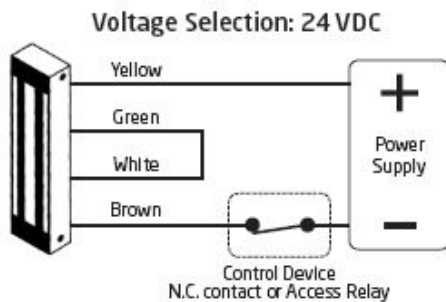 Voltage Selection: 24 VDC
Yellow
Green
White
Brown
+
Power
Supply
−
Control Device
N.C. contact or Access Relay